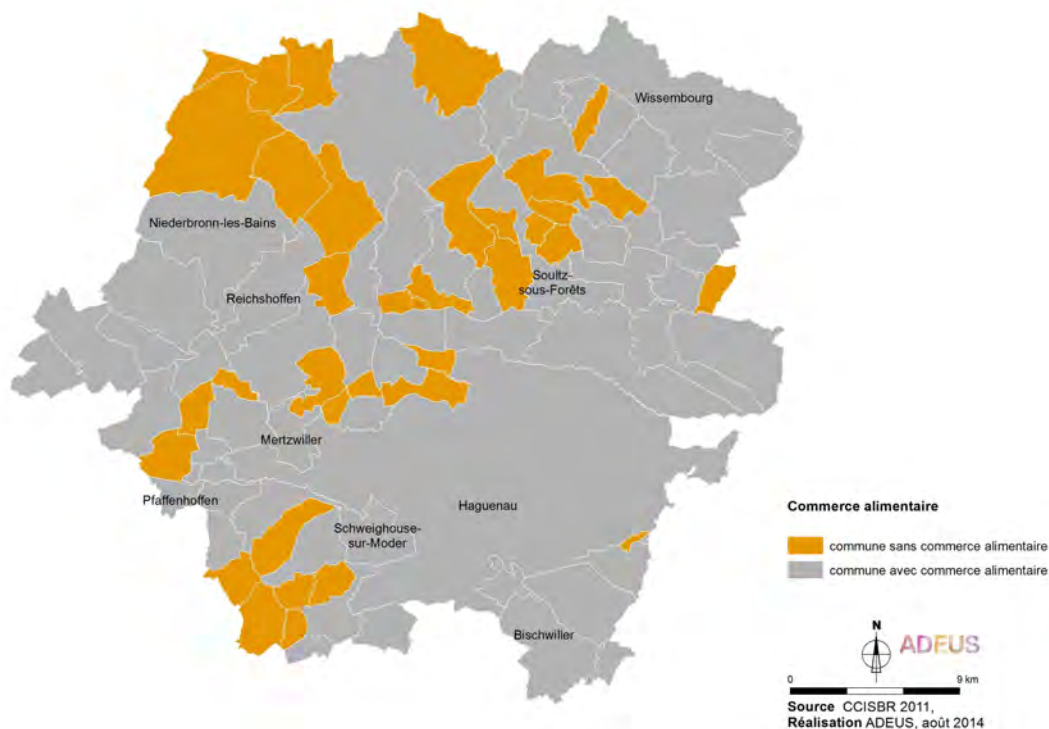 Wissembourg
Niederbronn-les-Bains
Soultz-
sous-Forêts
Reichshoffen
Mertzwiller
Pfaffenhoffen
Haguenau
Schweighouse-
sur-Moder
Bischwiller
Commerce alimentaire
commune sans commerce alimentaire
commune avec commerce alimentaire
N
ADEUS
0 9 km
Source CCISBR 2011,
Réalisation ADEUS, août 2014